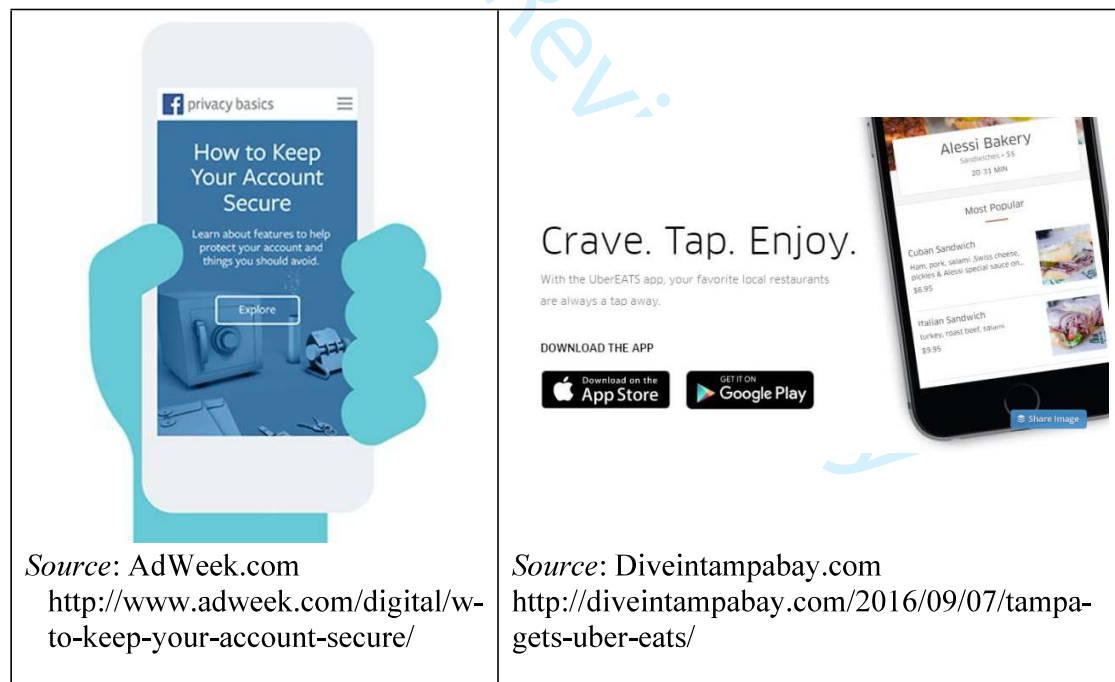 f privacy basics
How to Keep
Your Account
Secure
Learn about features to help
protect your account and
things you should avoid.
Explore
Source: AdWeek.com
http://www.adweek.com/digital/w-
to-keep-your-account-secure/
Crave. Tap. Enjoy.
With the UberEATS app, your favorite local restaurants
are always a tap away.
DOWNLOAD THE APP
Download on the
App Store
GET IT ON
Google Play
Alessi Bakery
Sandwiches • $$
20-31 MIN
Most Popular
Cuban Sandwich
Ham, pork, salami ,Swiss cheese,
pickles & Alessi special sauce on...
$6.95
Italian Sandwich
turkey, roast beef, salami
$9.95
Share Image
Source: Diveintampabay.com
http://diveintampabay.com/2016/09/07/tampa-
gets-uber-eats/